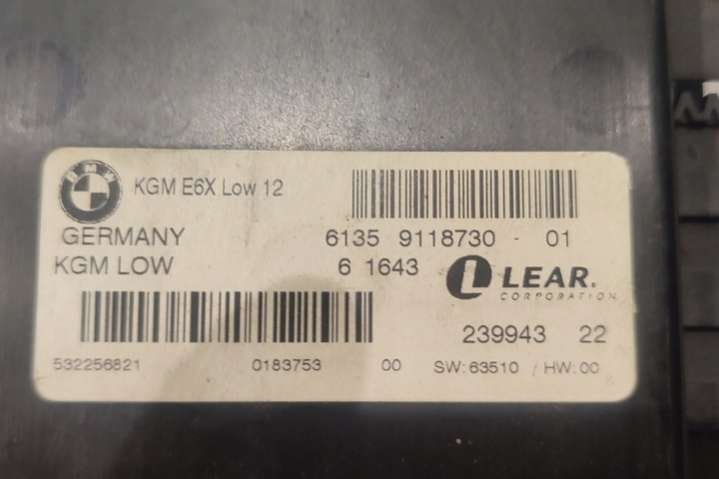 BMW
KGM E6X Low 12
GERMANY 6135 9118730 - 01
KGM LOW 6 1643 LEAR.
CORPORATION
239943 22
532256821 0183753 00 SW:63510 / HW:00